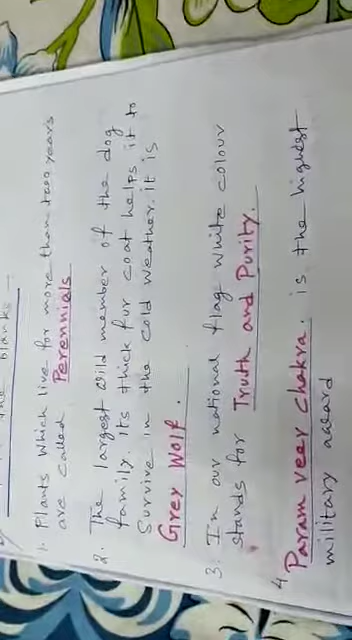 the blanks -
1. Plants which live for more than two years
are called Perennials
2. The largest wild member of the dog
family. Its thick fur coat helps it to
Survive in the cold weather. it is
Grey Wolf.
3. In our national flag white colour
stands for Truth and Purity.
4. Param veer chakra. is the highest
military award